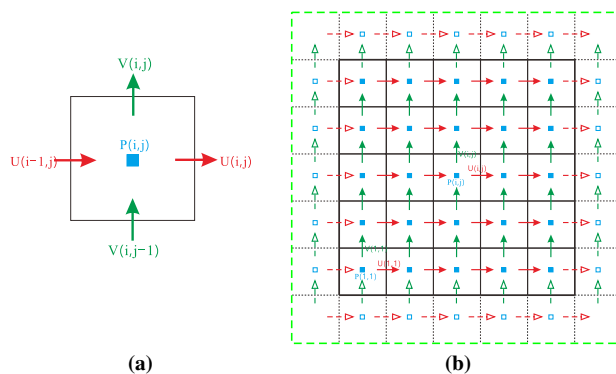 V(i,j)
P(i,j)
U(i-1,j)
U(i,j)
V(i,j-1)
(a)
V(i,j)
U(i,j)
P(i,j)
V(1,1)
U(1,1)
P(1,1)
(b)